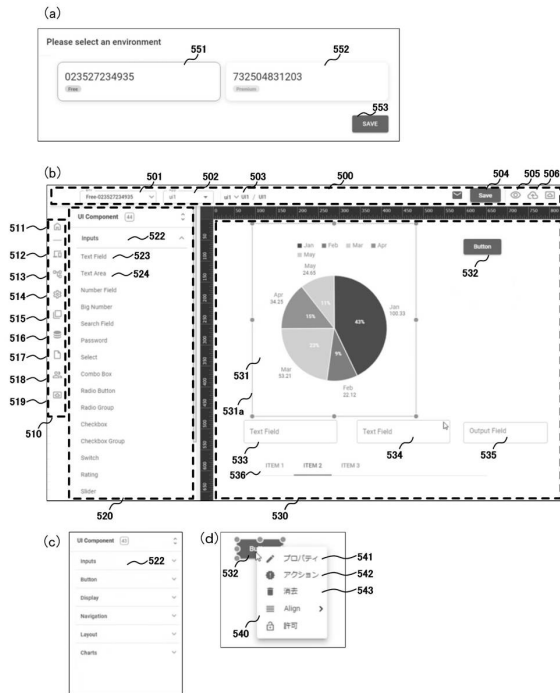 (a)
Please select an environment
551
552
023527234935
Free
732504831203
Premium
553
SAVE
(b)
501
502
503
500
504
505
506
Free-023527234935
ui1
ui1
UI1 / UI1
Save
511
512
513
514
515
516
517
518
519
510
UI Component 44
Inputs
522
Text Field
523
Text Area
524
Number Field
Big Number
Search Field
Password
Select
Combo Box
Radio Button
Radio Group
Checkbox
Checkbox Group
Switch
Rating
Slider
520
Jan Feb Mar Apr
May
May
24.65
11%
Apr
34.25
15%
Jan
100.33
43%
Mar
53.21
Feb
22.12
9%
Button
532
531
531a
Text Field
533
Text Field
534
Output Field
535
536
ITEM 1
ITEM 2
ITEM 3
530
(c)
UI Component
Inputs
522
Button
Display
Navigation
Layout
Charts
(d)
532
プロパティ
541
アクション
542
消去
543
Align
540
許可